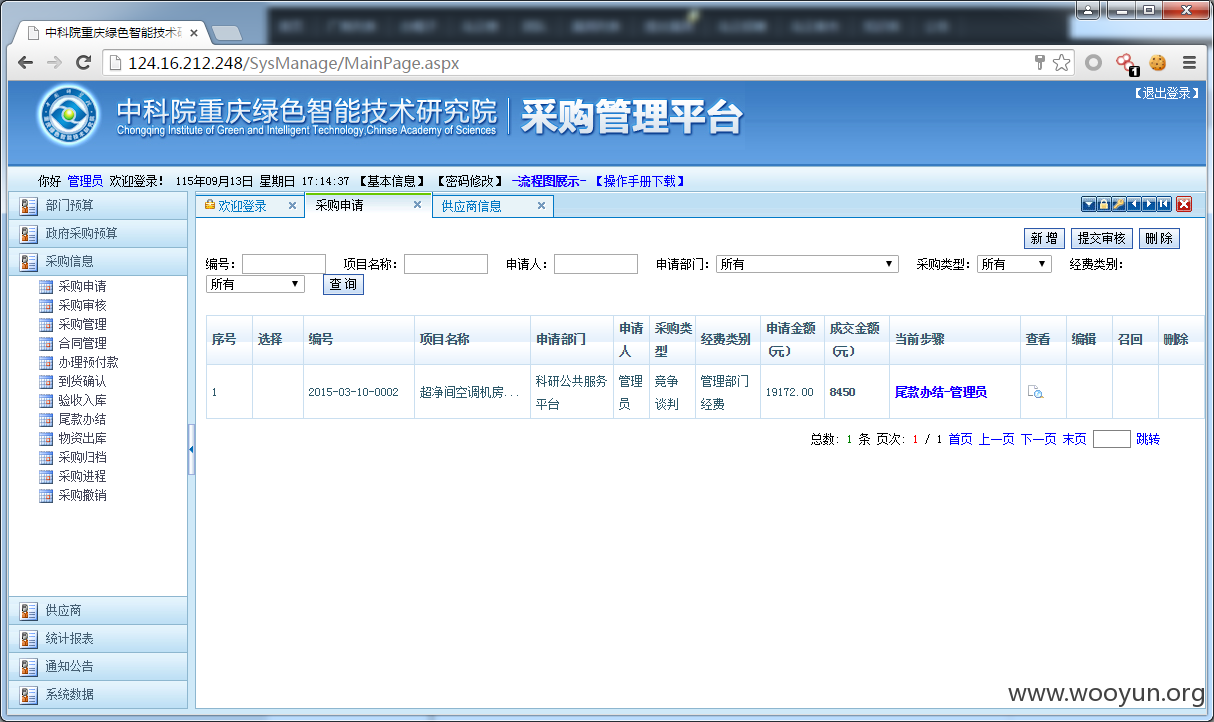 中科院重庆绿色智能技术
124.16.212.248/SysManage/MainPage.aspx
1
【退出登录】
中科院重庆绿色智能技术研究院
采购管理平台
Chongqing Institute of Green and Intelligent Technology,Chinse Academy of Sciences
你好 管理员 欢迎登录! 115年09月13日 星期日 17:14:37 【基本信息】 【密码修改】 -流程图展示- 【操作手册下载】
部门预算
政府采购预算
采购信息
采购申请
采购审核
采购管理
合同管理
办理预付款
到货确认
验收入库
尾款办结
物资出库
采购归档
采购进程
采购撤销
供应商
统计报表
通知公告
系统数据
欢迎登录 采购申请 供应商信息
新 增 提交审核 删 除
编号: 项目名称: 申请人: 申请部门: 所有 采购类型: 所有 经费类别:
所有 查 询
序号 选择 编号 项目名称 申请部门 申请人 采购类型 经费类别 申请金额(元) 成交金额(元) 当前步骤 查看 编辑 召回 删除
1 2015-03-10-0002 超净间空调机房... 科研公共服务平台 管理员 竞争谈判 管理部门经费 19172.00 8450 尾款办结-管理员
总数: 1 条 页次: 1 / 1 首页 上一页 下一页 末页 跳转
www.wooyun.org